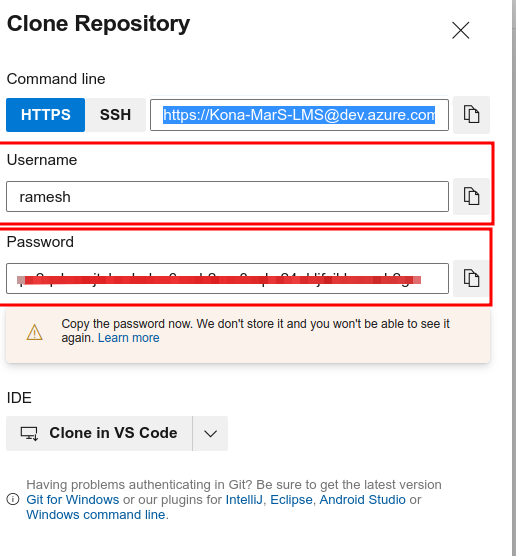 Clone Repository
Command line
HTTPS
SSH
https://Kona-MarS-LMS@dev.azure.com
Username
ramesh
Password
Copy the password now. We don't store it and you won't be able to see it
again. Learn more
IDE
Clone in VS Code
Having problems authenticating in Git? Be sure to get the latest version
Git for Windows or our plugins for IntelliJ, Eclipse, Android Studio or
Windows command line.